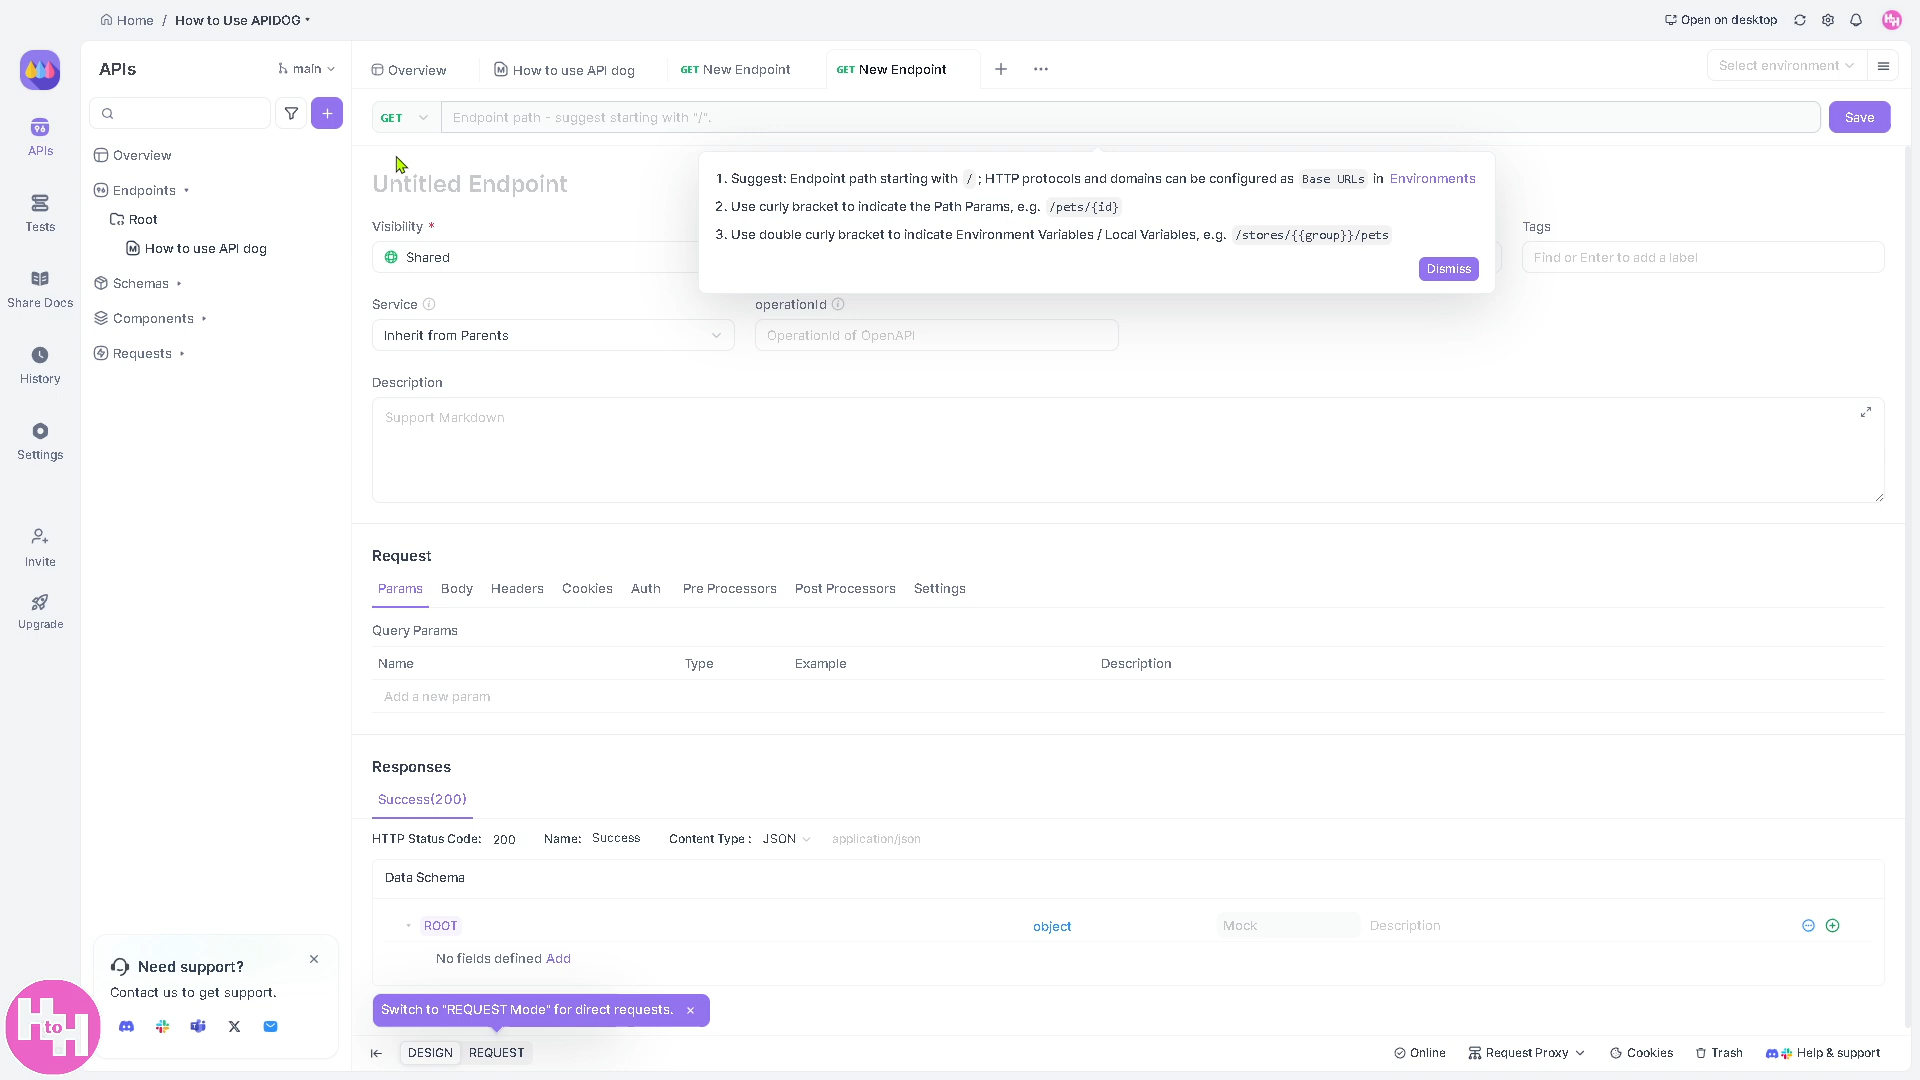 Home / How to Use APIDOG
Open on desktop
APIs
main
Overview
How to use API dog
GET New Endpoint
GET New Endpoint
Select environment
GET
Endpoint path - suggest starting with "/".
Save
APIs
Tests
Share Docs
History
Settings
Invite
Upgrade
Overview
Endpoints
Root
How to use API dog
Schemas
Components
Requests
Untitled Endpoint
1. Suggest: Endpoint path starting with / ; HTTP protocols and domains can be configured as Base URLs in Environments
2. Use curly bracket to indicate the Path Params, e.g. /pets/{id}
3. Use double curly bracket to indicate Environment Variables / Local Variables, e.g. /stores/{{group}}/pets
Dismiss
Visibility *
Shared
Tags
Find or Enter to add a label
Service
Inherit from Parents
operationId
OperationId of OpenAPI
Description
Support Markdown
Request
Params Body Headers Cookies Auth Pre Processors Post Processors Settings
Query Params
Name Type Example Description
Add a new param
Responses
Success(200)
HTTP Status Code: 200 Name: Success Content Type : JSON application/json
Data Schema
ROOT object Mock Description
No fields defined Add
Switch to "REQUEST Mode" for direct requests.
DESIGN REQUEST
Need support?
Contact us to get support.
H to H
Online Request Proxy Cookies Trash Help & support